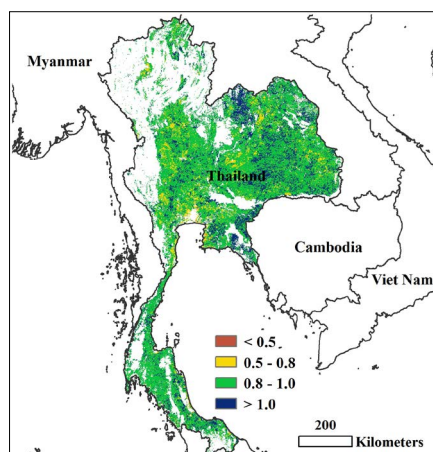 Myanmar
Thailand
Cambodia
Viet Nam
< 0.5
0.5 - 0.8
0.8 - 1.0
> 1.0
200
Kilometers